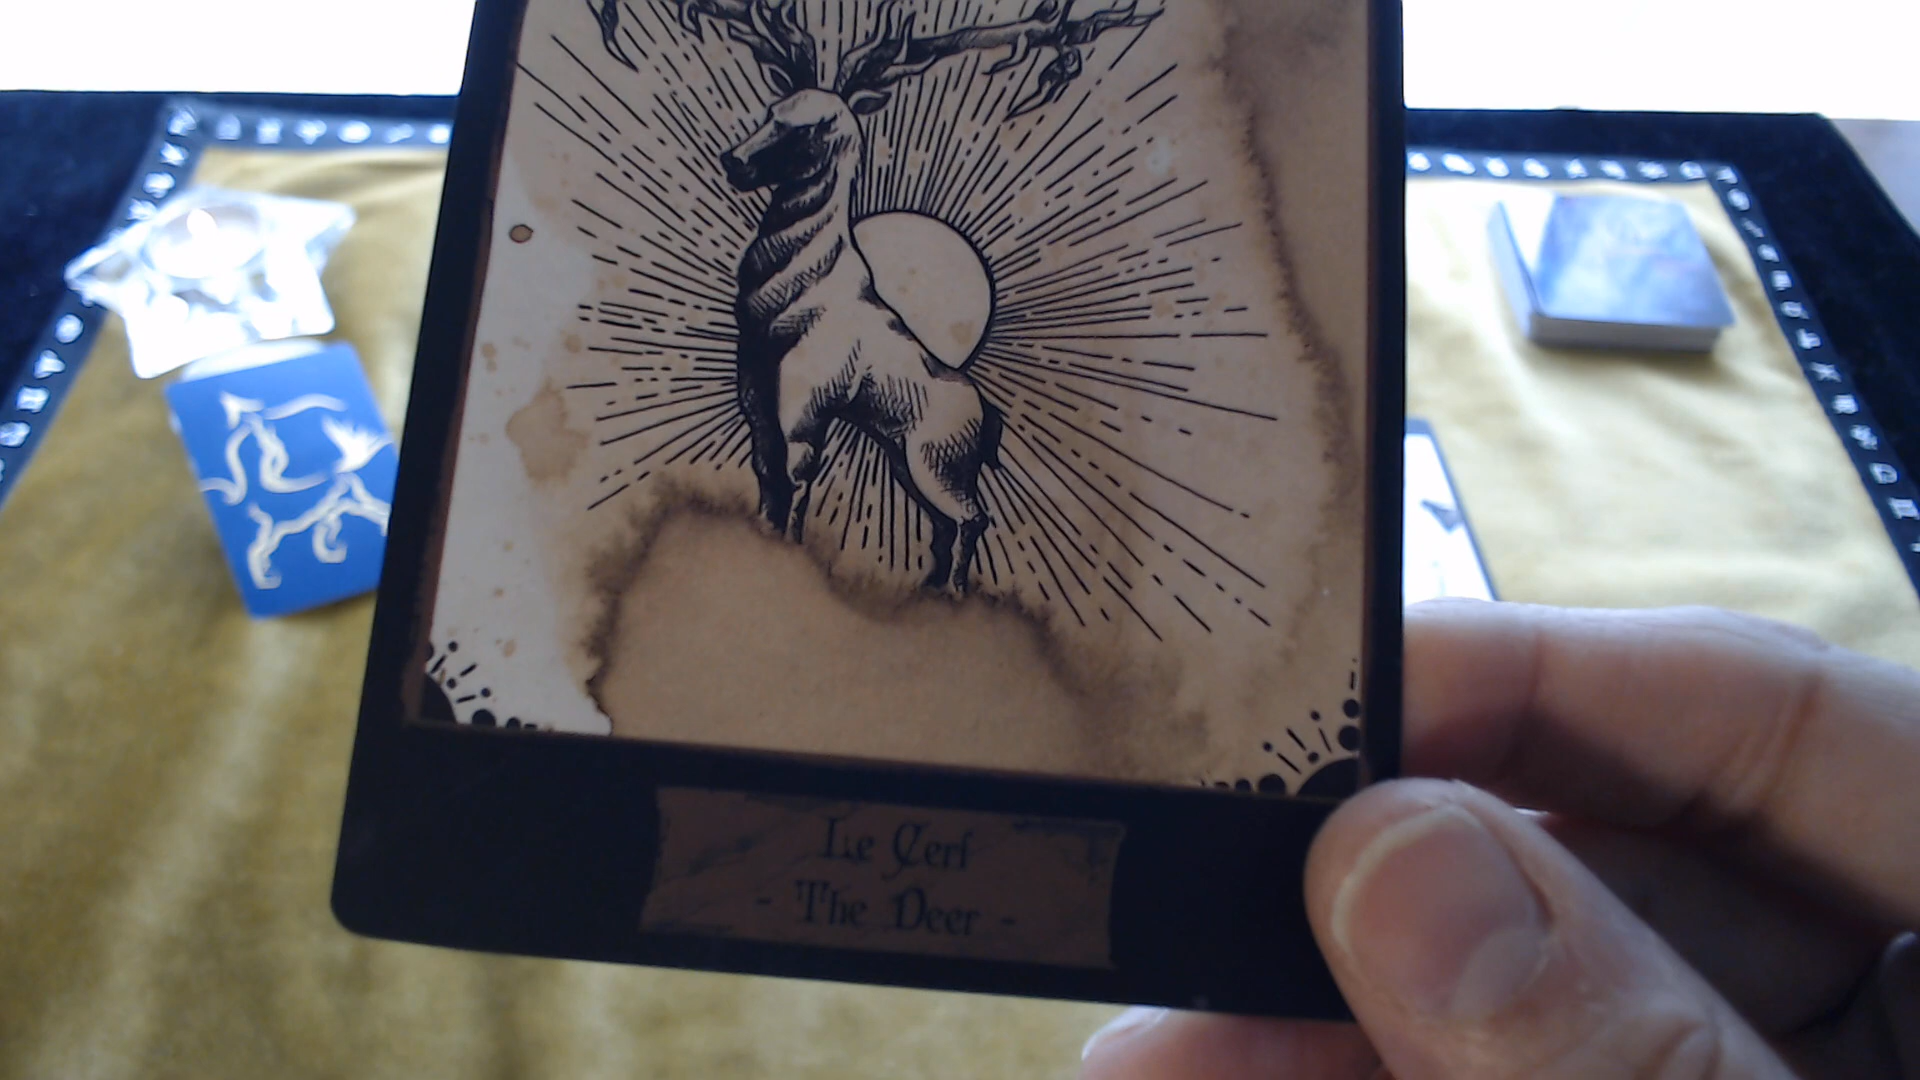 Le Cerf
- The Deer -